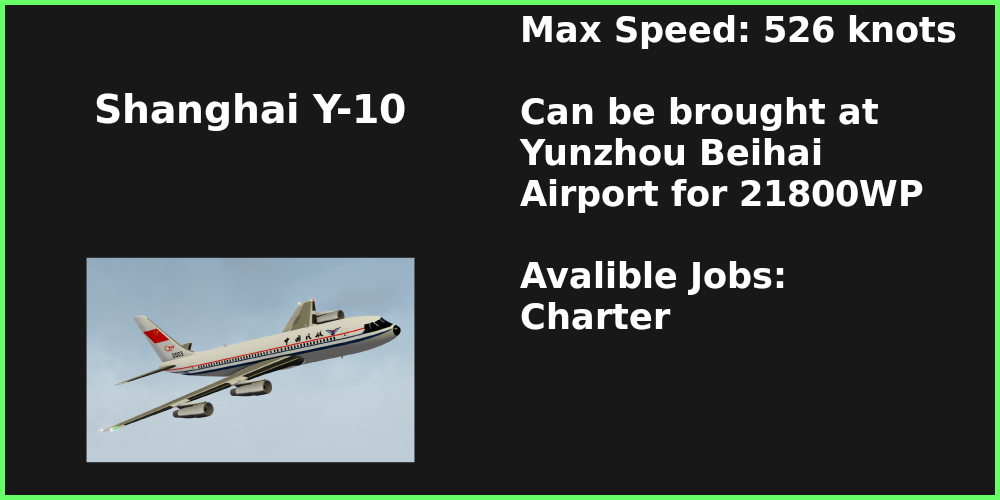 Shanghai Y-10
Max Speed: 526 knots
Can be brought at
Yunzhou Beihai
Airport for 21800WP
Avalible Jobs:
Charter